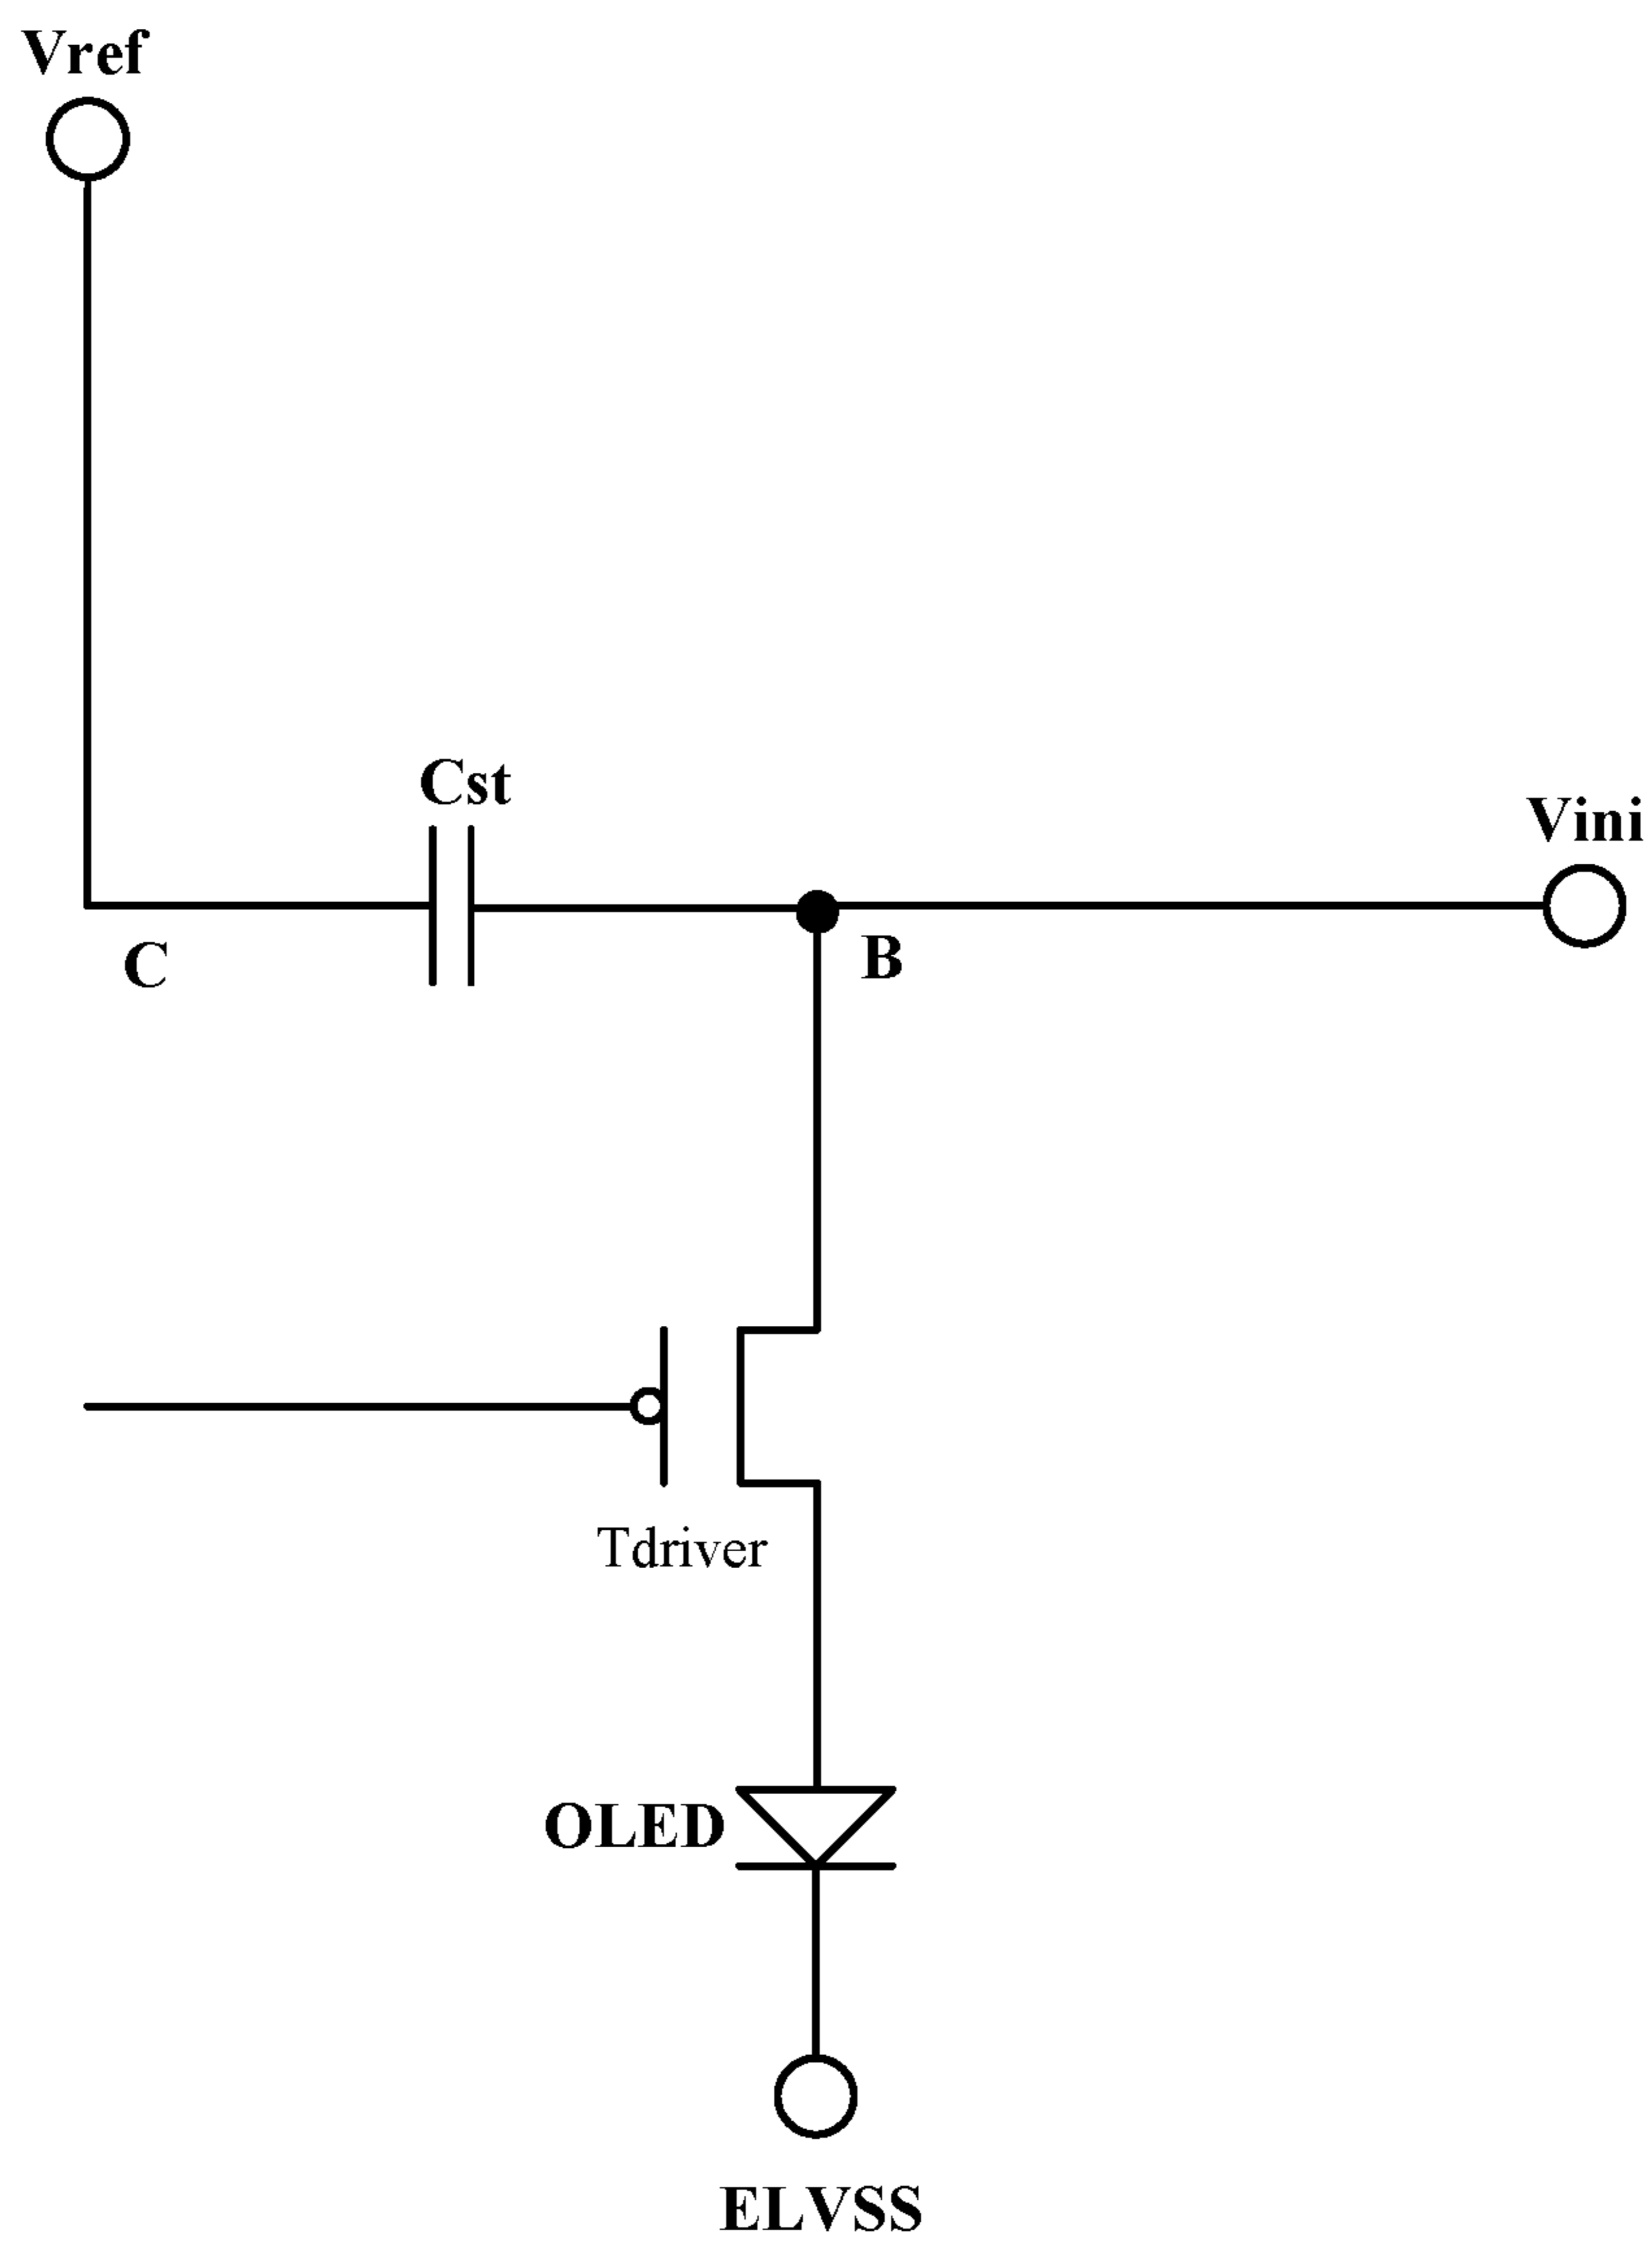 Vref
Cst
Vini
C
B
Tdriver
OLED
ELVSS